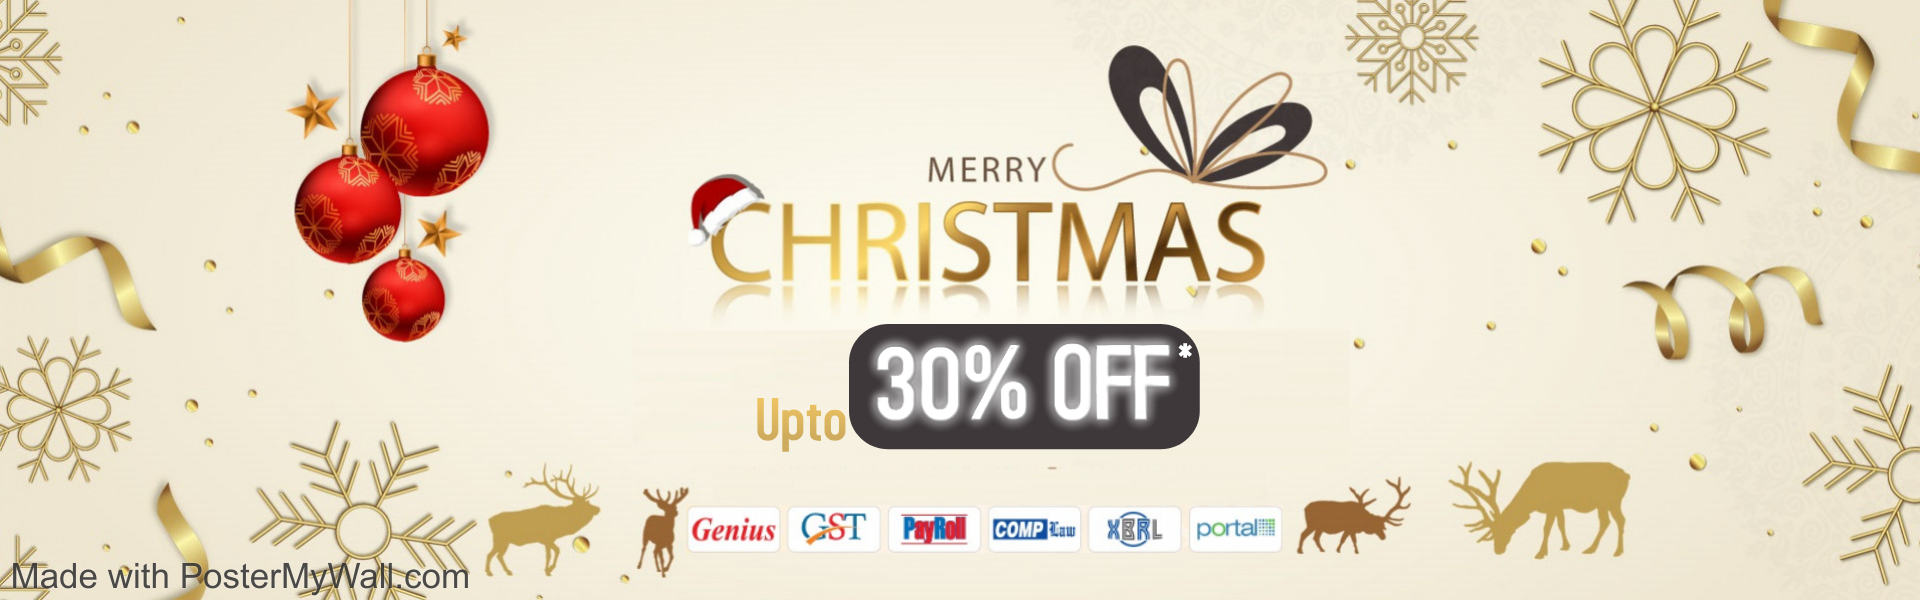 MERRY
CHRISTMAS
Upto 30% OFF*
Genius GST PayRoll COMP Law XBRL portal
Made with PosterMyWall.com